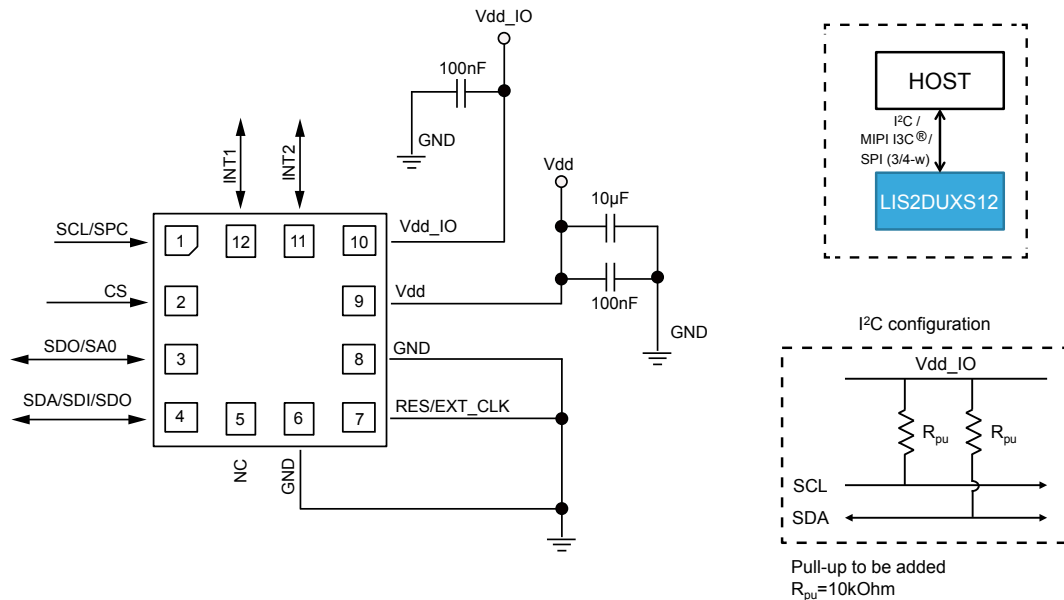 Vdd_IO
100nF
GND
INT1
INT2
Vdd
10µF
100nF
GND
SCL/SPC
CS
SDO/SA0
SDA/SDI/SDO
1
12
11
10
2
9
3
8
4
5
6
7
Vdd_IO
Vdd
GND
RES/EXT_CLK
NC
GND
HOST
I²C /
MIPI I3C®/
SPI (3/4-w)
LIS2DUXS12
I²C configuration
Vdd_IO
Rpu
Rpu
SCL
SDA
Pull-up to be added
Rpu=10kOhm